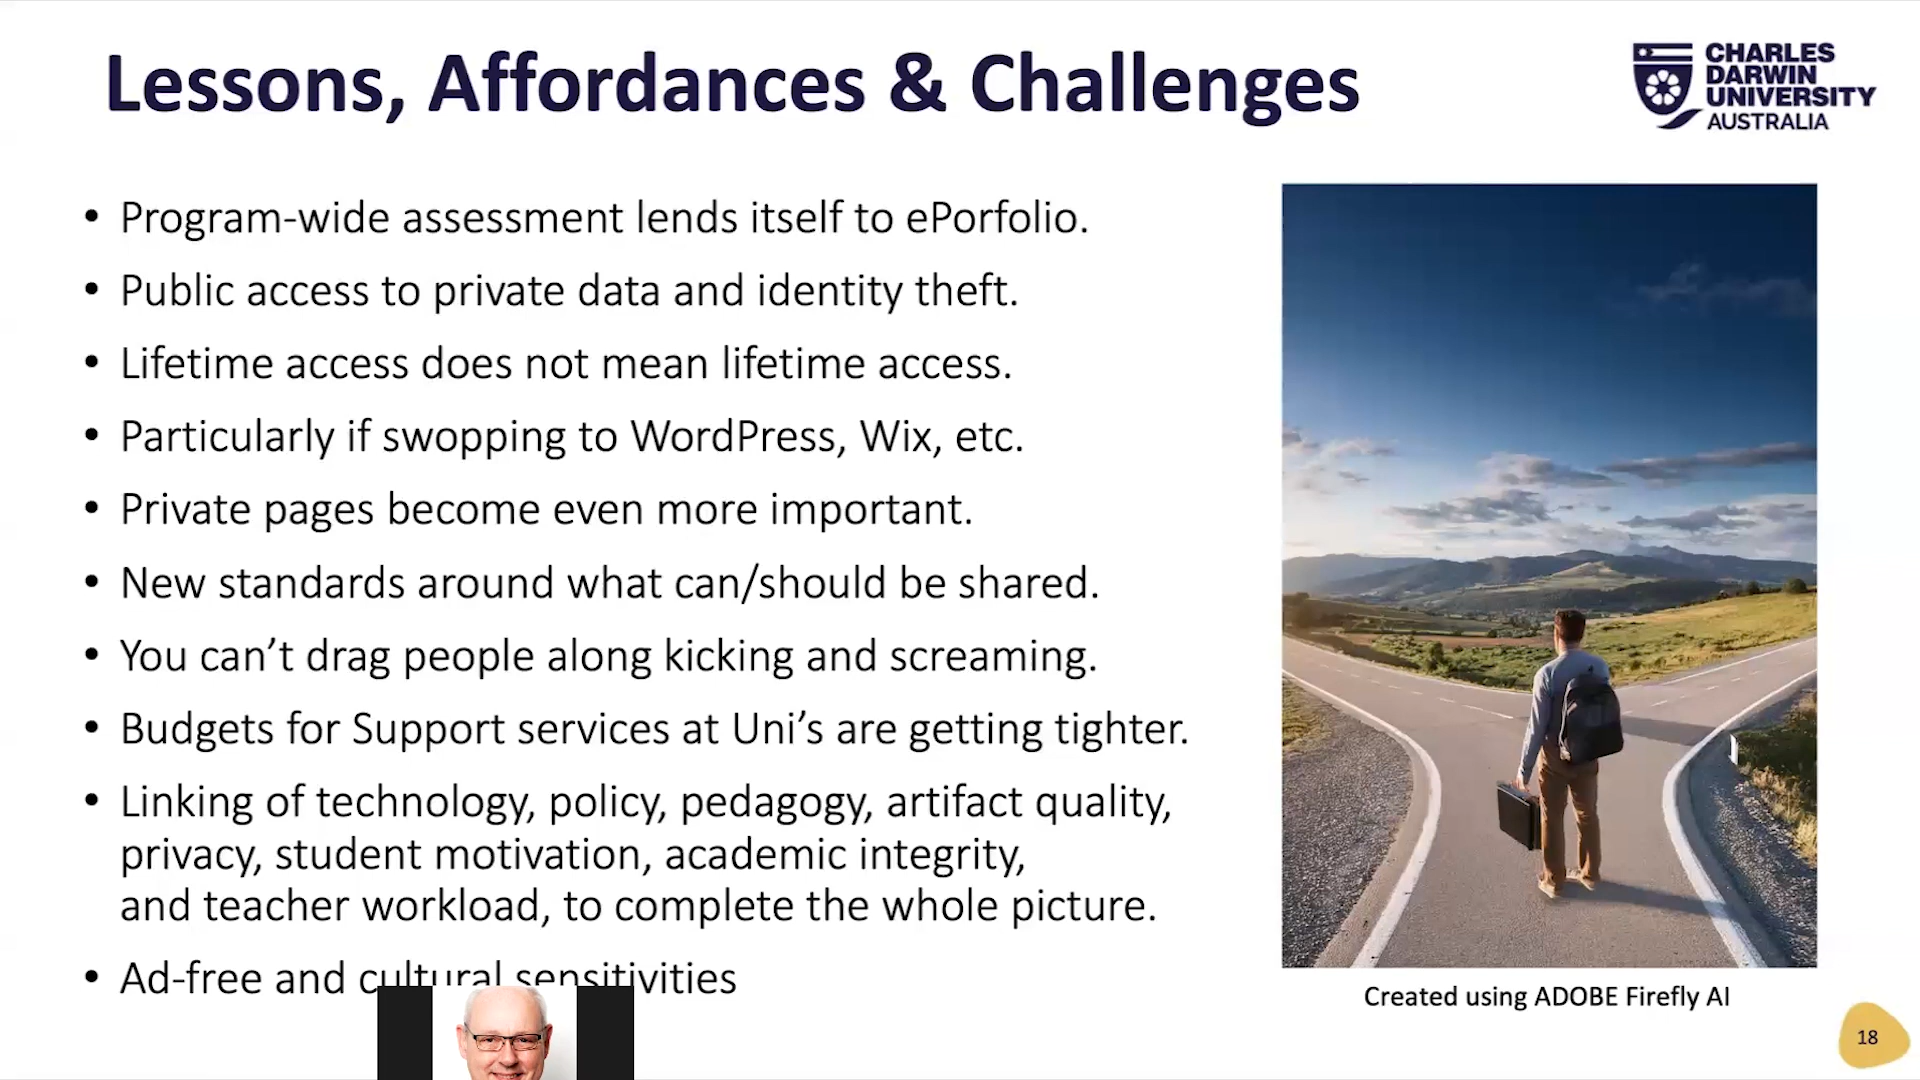 Lessons, Affordances & Challenges
CHARLES
DARWIN
UNIVERSITY
AUSTRALIA
• Program-wide assessment lends itself to ePorfolio.
• Public access to private data and identity theft.
• Lifetime access does not mean lifetime access.
• Particularly if swopping to WordPress, Wix, etc.
• Private pages become even more important.
• New standards around what can/should be shared.
• You can’t drag people along kicking and screaming.
• Budgets for Support services at Uni’s are getting tighter.
• Linking of technology, policy, pedagogy, artifact quality,
privacy, student motivation, academic integrity,
and teacher workload, to complete the whole picture.
• Ad-free and cultural sensitivities
Created using ADOBE Firefly AI
18